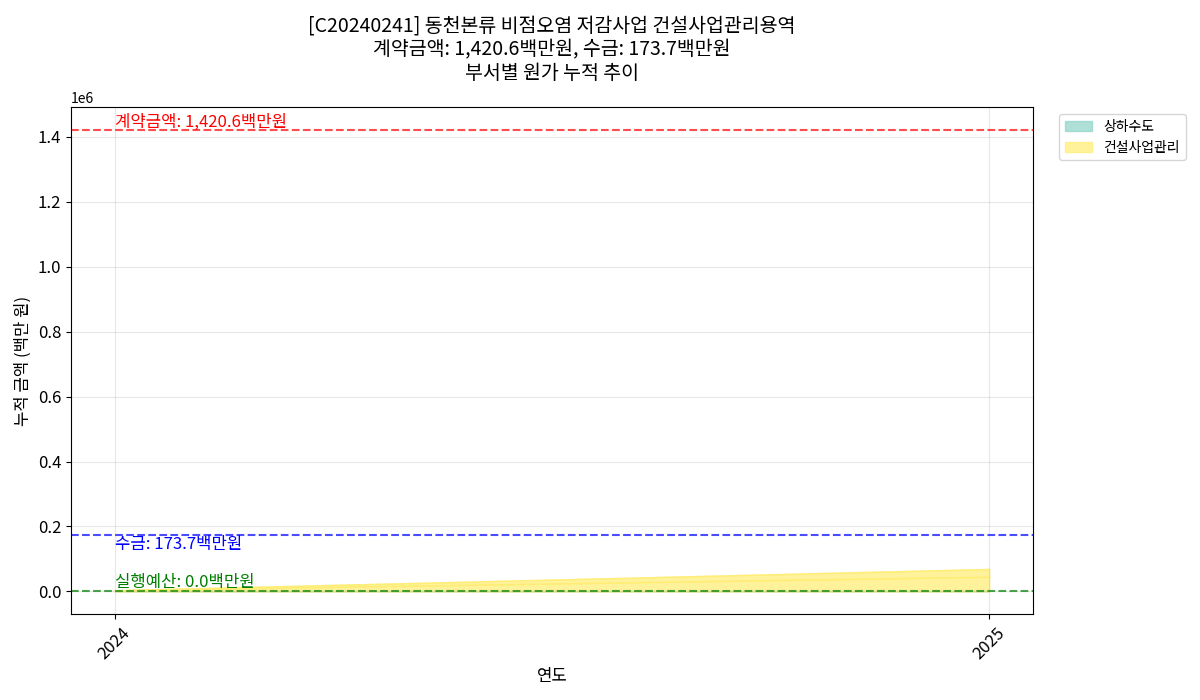 [C20240241] 동천본류 비점오염 저감사업 건설사업관리용역
계약금액: 1,420.6백만원, 수금: 173.7백만원
부서별 원가 누적 추이
1e6
계약금액: 1,420.6백만원
상하수도
건설사업관리
1.4
1.2
1.0
0.8
0.6
0.4
0.2
0.0
누적 금액 (백만 원)
수금: 173.7백만원
실행예산: 0.0백만원
2024
2025
연도